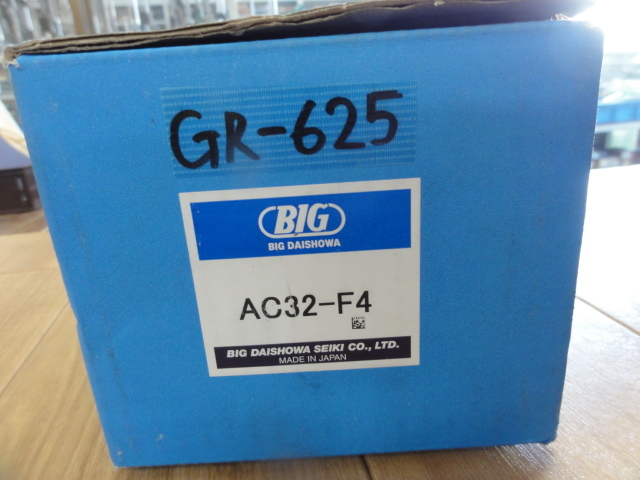 GR-625
BIG
BIG DAISHOWA
AC32-F4
BIG DAISHOWA SEIKI CO., LTD.
MADE IN JAPAN